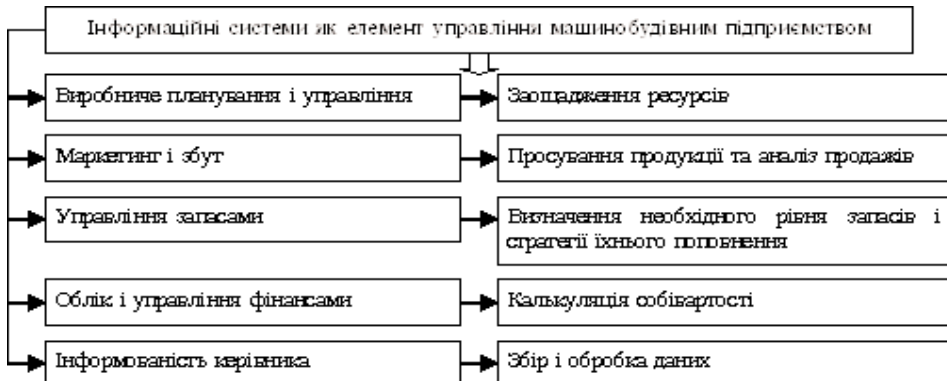 Інформаційні системи як елемент управління машинобудівним підприємством
Виробниче планування і управління
Заощадження ресурсів
Маркетинг і збут
Просування продукції та аналіз продажів
Управління запасами
Визначення необхідного рівня запасів і
стратегії їхнього поповнення
Облік і управління фінансами
Калькуляція собівартості
Інформованість керівника
Збір і обробка даних